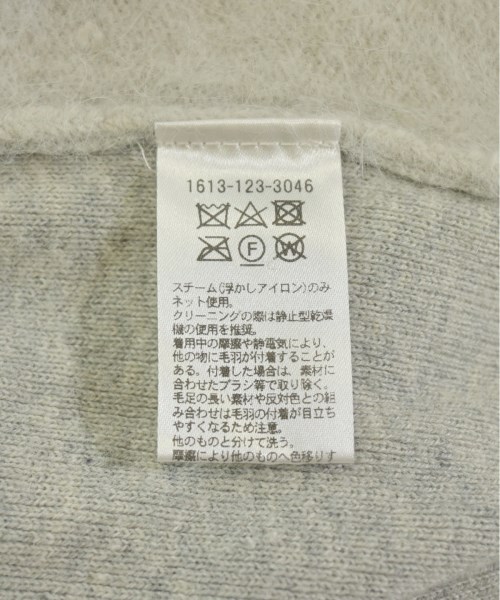 1613-123-3046
F W
スチーム(浮かしアイロン)のみ
ネット使用。
クリーニングの際は静止型乾燥
機の使用を推奨。
着用中の摩擦や静電気により、
他の物に毛羽が付着することが
ある。付着した場合は、素材に
合わせたブラシ等で取り除く。
毛足の長い素材や反対色との組
み合わせは毛羽の付着が目立ち
やすくなるため注意。
他のものと分けて洗う。
摩擦により他のものへ色移りす